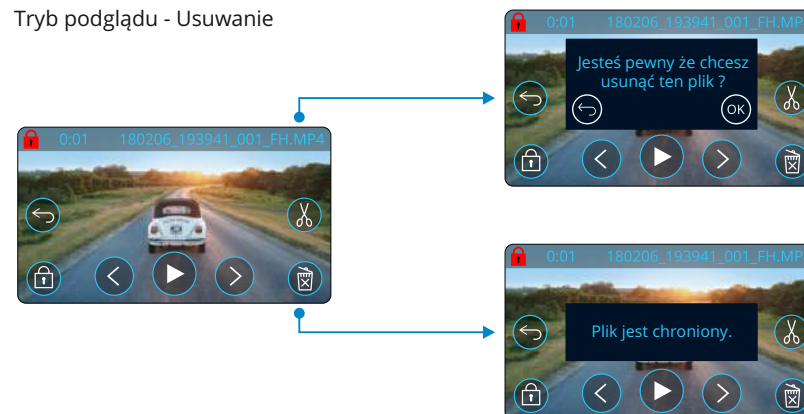 Tryb podglądu - Usuwanie
0:01 180206_193941_001_FH.MP4
0:01 180206_193941_001_FH.MP
Jesteś pewny że chcesz
usunąć ten plik ?
OK
0:01 180206_193941_001_FH.MP
Plik jest chroniony.